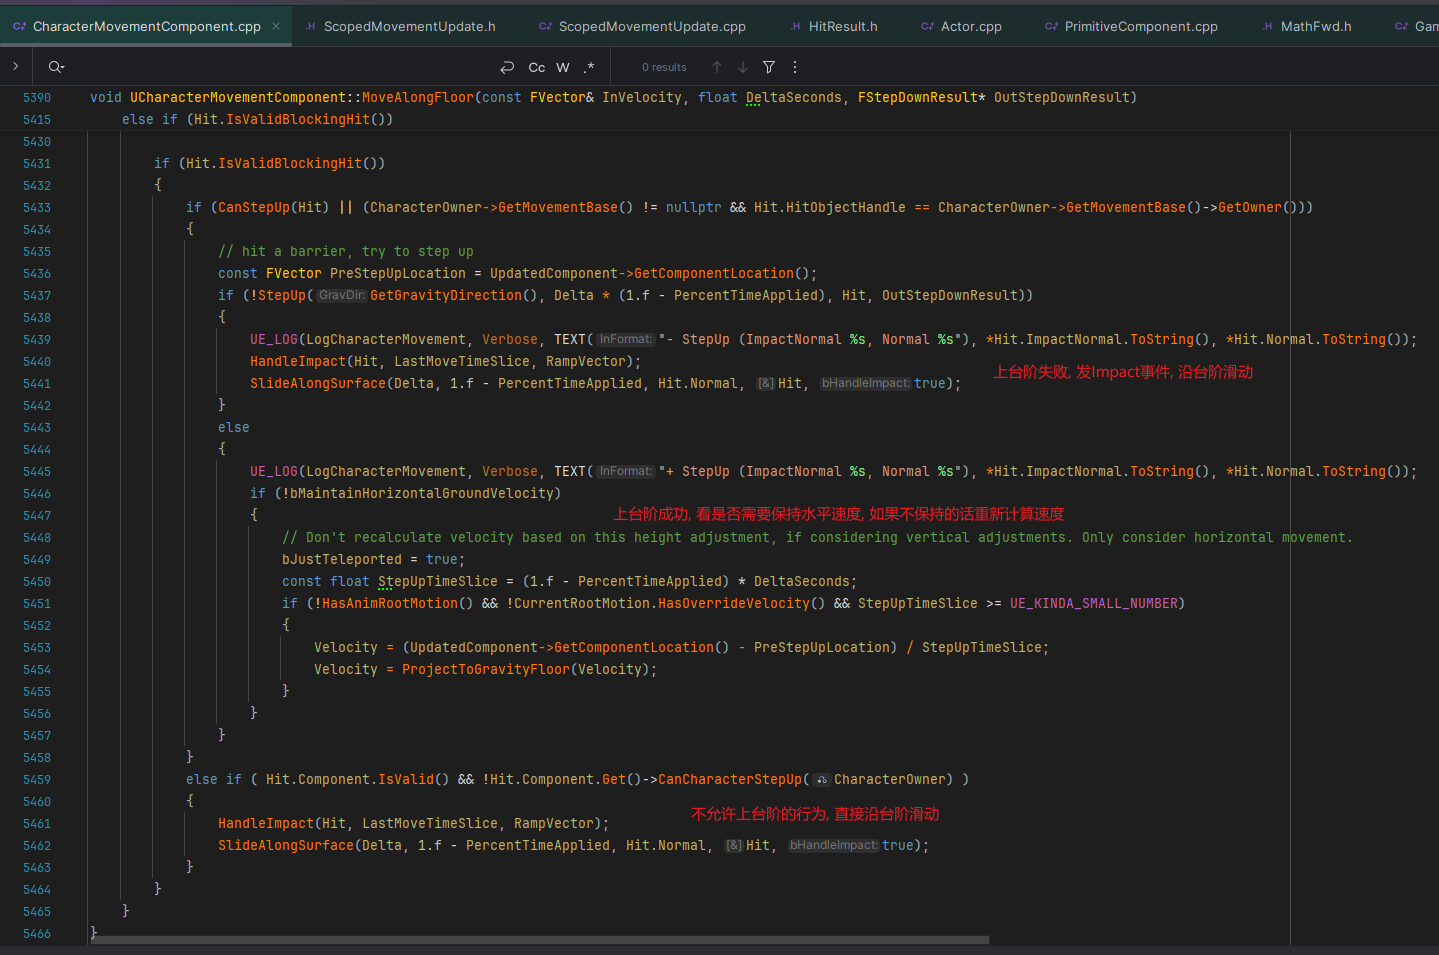 CharacterMovementComponent.cpp × ScopedMovementUpdate.h ScopedMovementUpdate.cpp HitResult.h Actor.cpp PrimitiveComponent.cpp MathFwd.h Gam
Cc W .* 0 results
5390 void UCharacterMovementComponent::MoveAlongFloor(const FVector& InVelocity, float DeltaSeconds, FStepDownResult* OutStepDownResult)
5415 else if (Hit.IsValidBlockingHit())
5430
5431 if (Hit.IsValidBlockingHit())
5432 {
5433 if (CanStepUp(Hit) || (CharacterOwner->GetMovementBase() != nullptr && Hit.HitObjectHandle == CharacterOwner->GetMovementBase()->GetOwner()))
5434 {
5435 // hit a barrier, try to step up
5436 const FVector PreStepUpLocation = UpdatedComponent->GetComponentLocation();
5437 if (!StepUp(GravDir: GetGravityDirection(), Delta * (1.f - PercentTimeApplied), Hit, OutStepDownResult))
5438 {
5439 UE_LOG(LogCharacterMovement, Verbose, TEXT(InFormat: "- StepUp (ImpactNormal %s, Normal %s"), *Hit.ImpactNormal.ToString(), *Hit.Normal.ToString());
5440 HandleImpact(Hit, LastMoveTimeSlice, RampVector);
5441 SlideAlongSurface(Delta, 1.f - PercentTimeApplied, Hit.Normal, [&] Hit, bHandleImpact: true);
上台阶失败, 发Impact事件, 沿台阶滑动
5442 }
5443 else
5444 {
5445 UE_LOG(LogCharacterMovement, Verbose, TEXT(InFormat: "+ StepUp (ImpactNormal %s, Normal %s"), *Hit.ImpactNormal.ToString(), *Hit.Normal.ToString());
5446 if (!bMaintainHorizontalGroundVelocity)
5447 {
上台阶成功, 看是否需要保持水平速度, 如果不保持的话重新计算速度
5448 // Don't recalculate velocity based on this height adjustment, if considering vertical adjustments. Only consider horizontal movement.
5449 bJustTeleported = true;
5450 const float StepUpTimeSlice = (1.f - PercentTimeApplied) * DeltaSeconds;
5451 if (!HasAnimRootMotion() && !CurrentRootMotion.HasOverrideVelocity() && StepUpTimeSlice >= UE_KINDA_SMALL_NUMBER)
5452 {
5453 Velocity = (UpdatedComponent->GetComponentLocation() - PreStepUpLocation) / StepUpTimeSlice;
5454 Velocity = ProjectToGravityFloor(Velocity);
5455 }
5456 }
5457 }
5458 }
5459 else if ( Hit.Component.IsValid() && !Hit.Component.Get()->CanCharacterStepUp(CharacterOwner) )
5460 {
不允许上台阶的行为, 直接沿台阶滑动
5461 HandleImpact(Hit, LastMoveTimeSlice, RampVector);
5462 SlideAlongSurface(Delta, 1.f - PercentTimeApplied, Hit.Normal, [&] Hit, bHandleImpact: true);
5463 }
5464 }
5465 }
5466 }